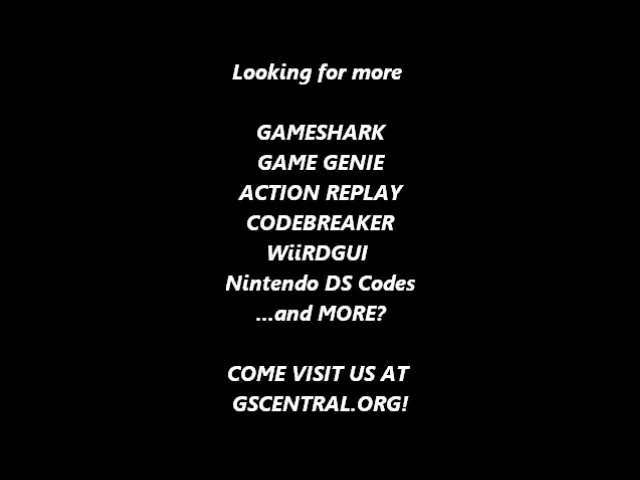 Looking for more
GAMESHARK
GAME GENIE
ACTION REPLAY
CODEBREAKER
WiiRDGUI
Nintendo DS Codes
...and MORE?
COME VISIT US AT
GSCENTRAL.ORG!